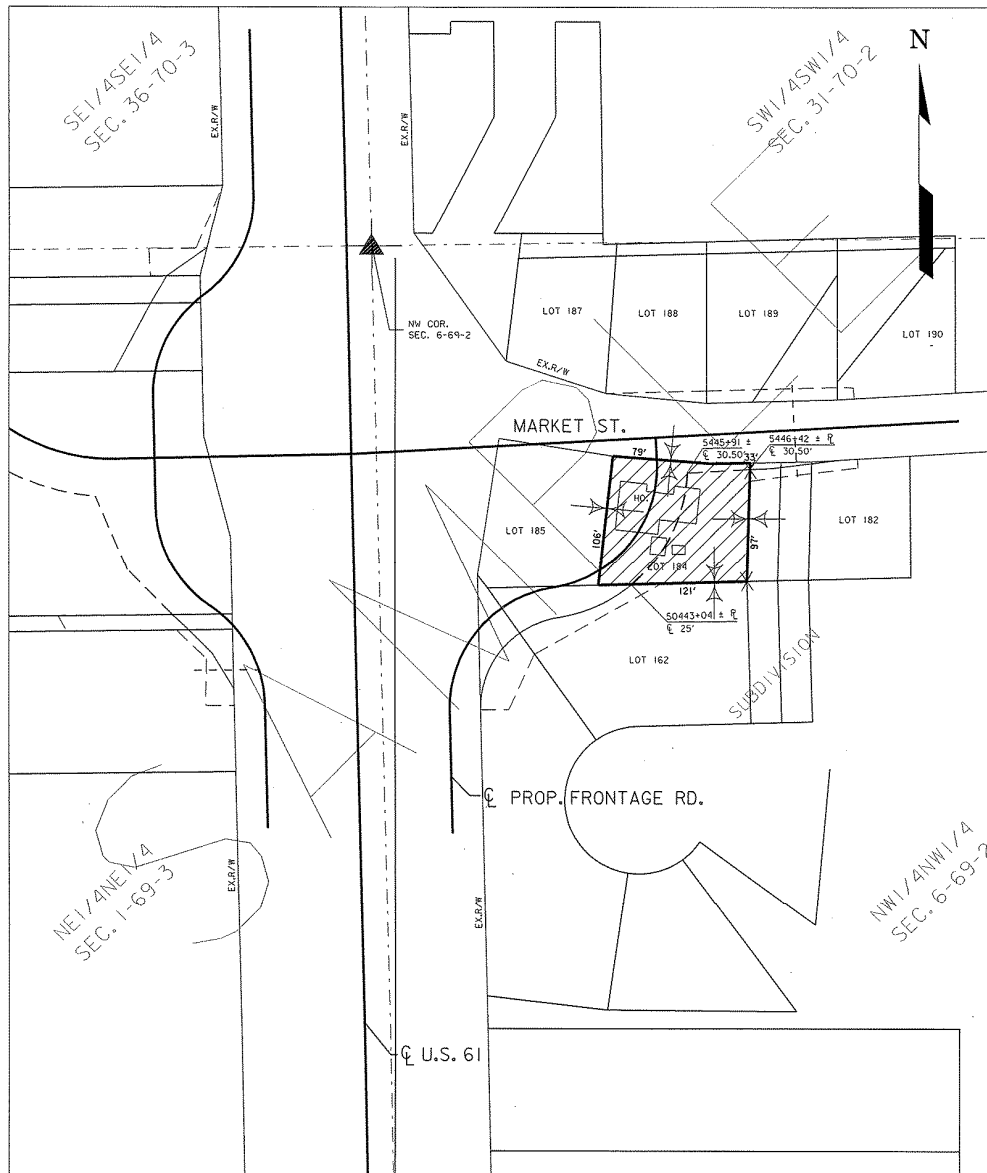 SE1/4SE1/4
SEC. 36-70-3
EX.R/W
EX.R/W
SW1/4SW1/4
SEC. 31-70-2
N
NW COR.
SEC. 6-69-2
LOT 187
LOT 188
LOT 189
LOT 190
EX.R/W
MARKET ST.
5445+91 ±
℄ 30.50'
5446+42 ± ℞
℄ 30.50'
79'
33'
HO.
LOT 185
106'
97'
LOT 182
LOT 184
121'
50443+04 ± ℞
℄ 25'
LOT 162
SUBDIVISION
℄ PROP. FRONTAGE RD.
NE1/4NE1/4
SEC. 1-69-3
EX.R/W
EX.R/W
NW1/4NW1/4
SEC. 6-69-2
℄ U.S. 61